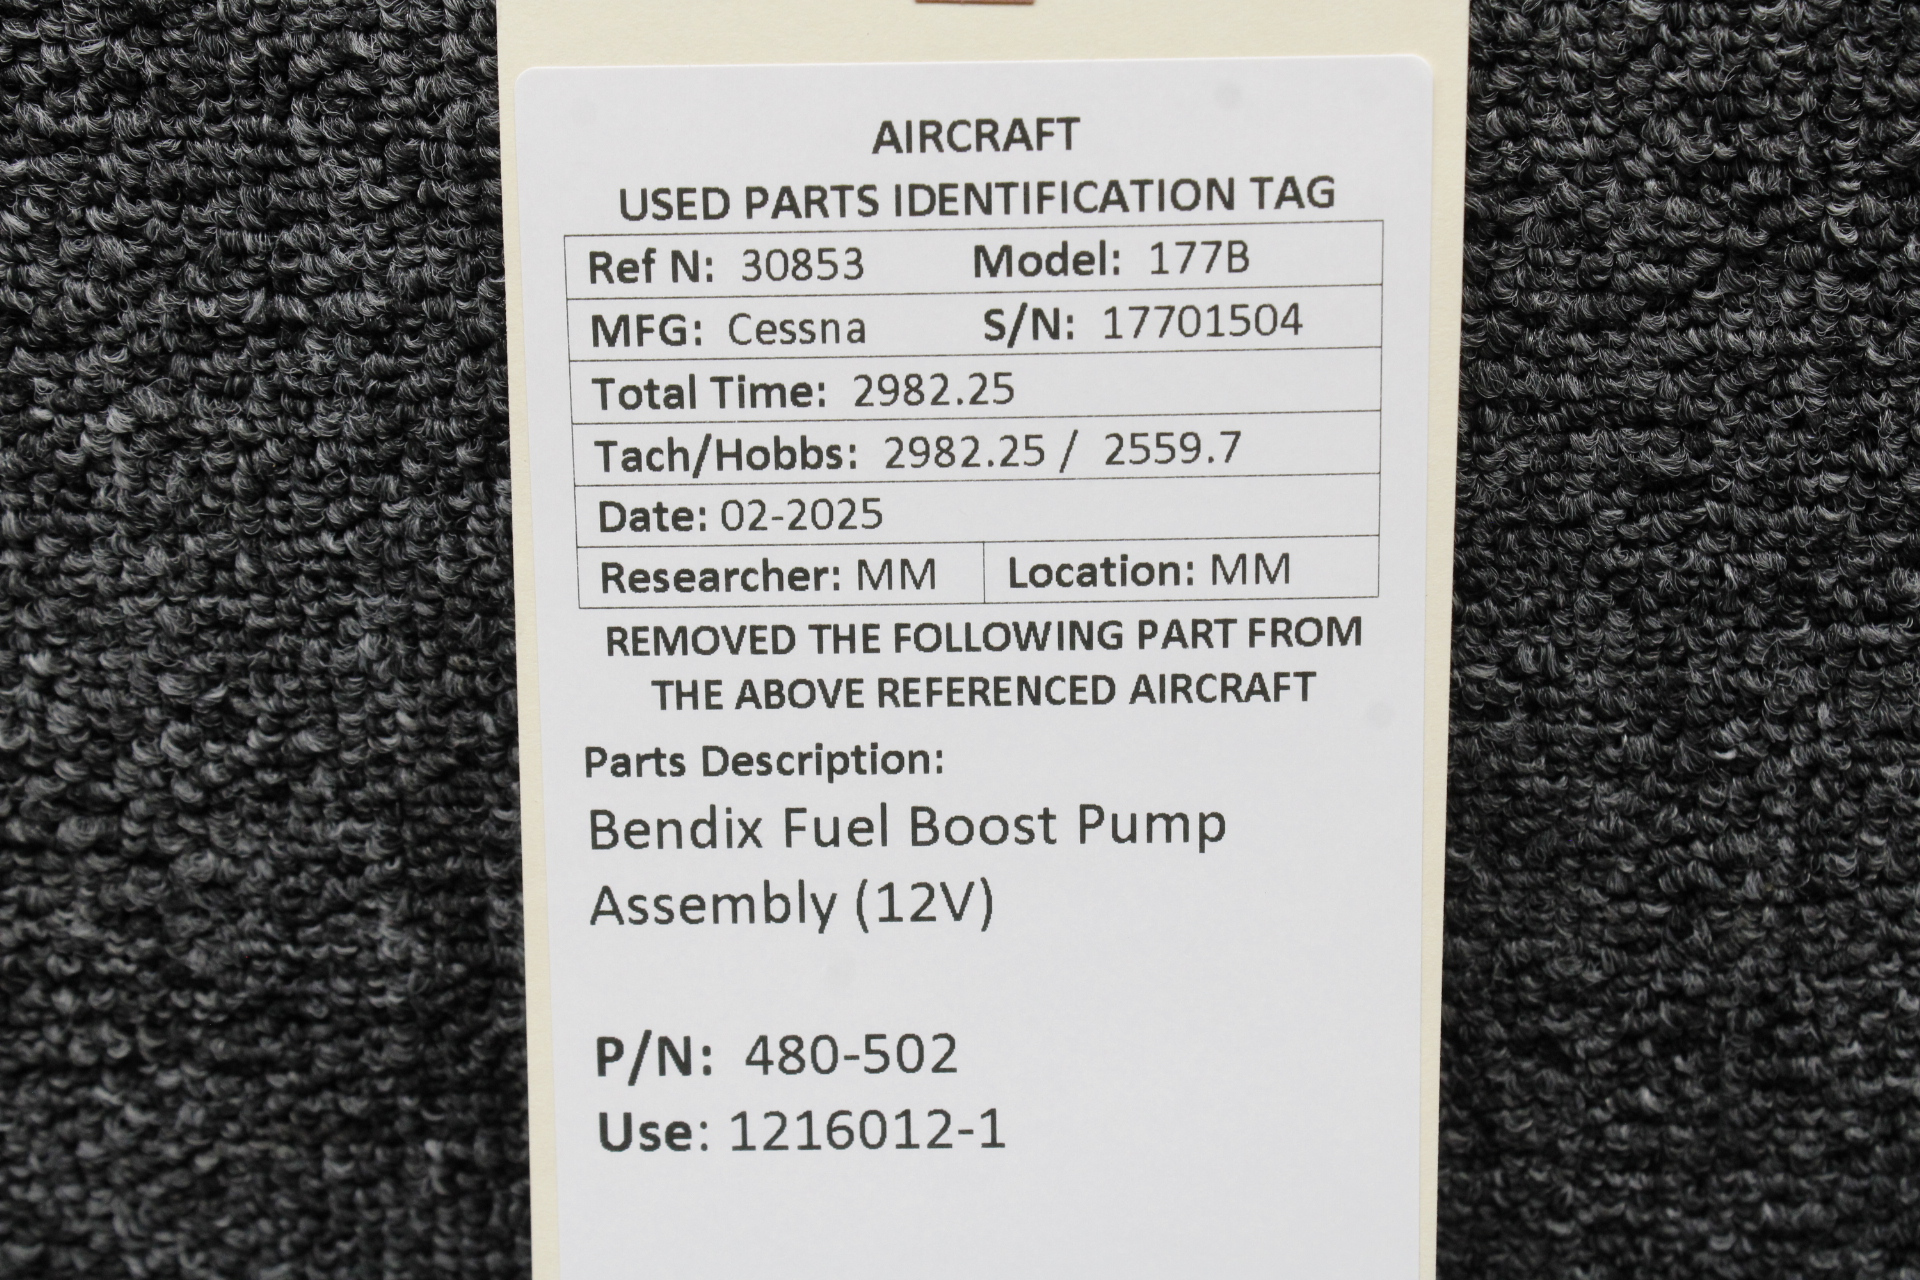 AIRCRAFT
USED PARTS IDENTIFICATION TAG
Ref N: 30853 Model: 177B
MFG: Cessna S/N: 17701504
Total Time: 2982.25
Tach/Hobbs: 2982.25 / 2559.7
Date: 02-2025
Researcher: MM Location: MM
REMOVED THE FOLLOWING PART FROM
THE ABOVE REFERENCED AIRCRAFT
Parts Description:
Bendix Fuel Boost Pump
Assembly (12V)
P/N: 480-502
Use: 1216012-1